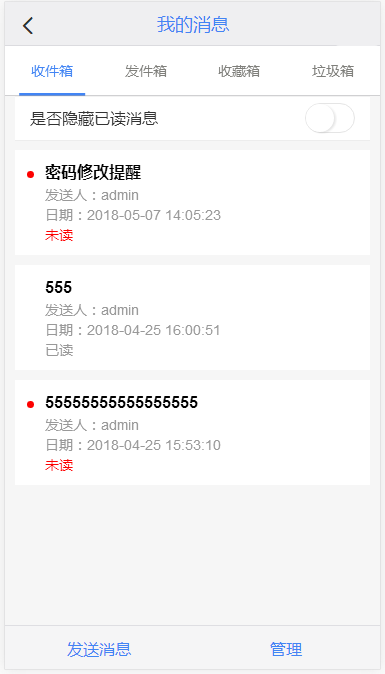 我的消息
收件箱 发件箱 收藏箱 垃圾箱
是否隐藏已读消息
密码修改提醒
发送人：admin
日期：2018-05-07 14:05:23
未读
555
发送人：admin
日期：2018-04-25 16:00:51
已读
55555555555555555
发送人：admin
日期：2018-04-25 15:53:10
未读
发送消息 管理